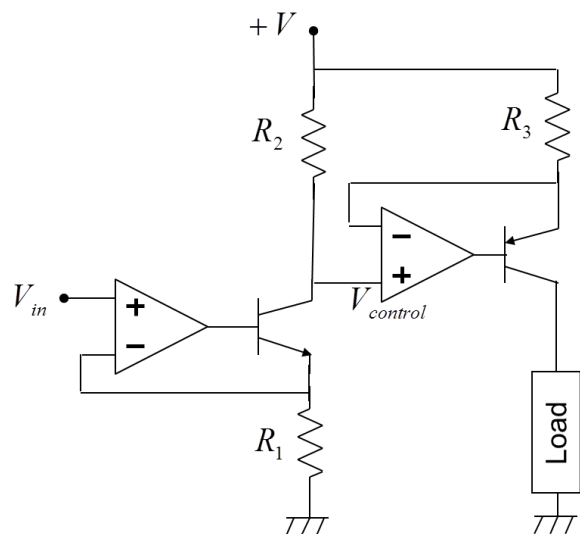 +V
R2
R3
−
+
Vin
+
−
Vcontrol
R1
Load